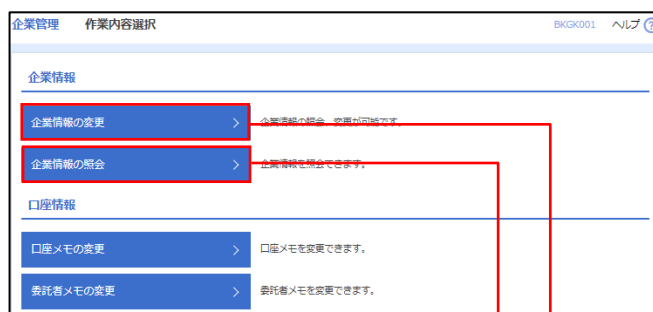 企業管理 作業内容選択 BKGK001 ヘルプ ?
企業情報
企業情報の変更 > 企業情報の照会、変更が可能です。
企業情報の照会 > 企業情報を照会できます。
口座情報
口座メモの変更 > 口座メモを変更できます。
委託者メモの変更 > 委託者メモを変更できます。